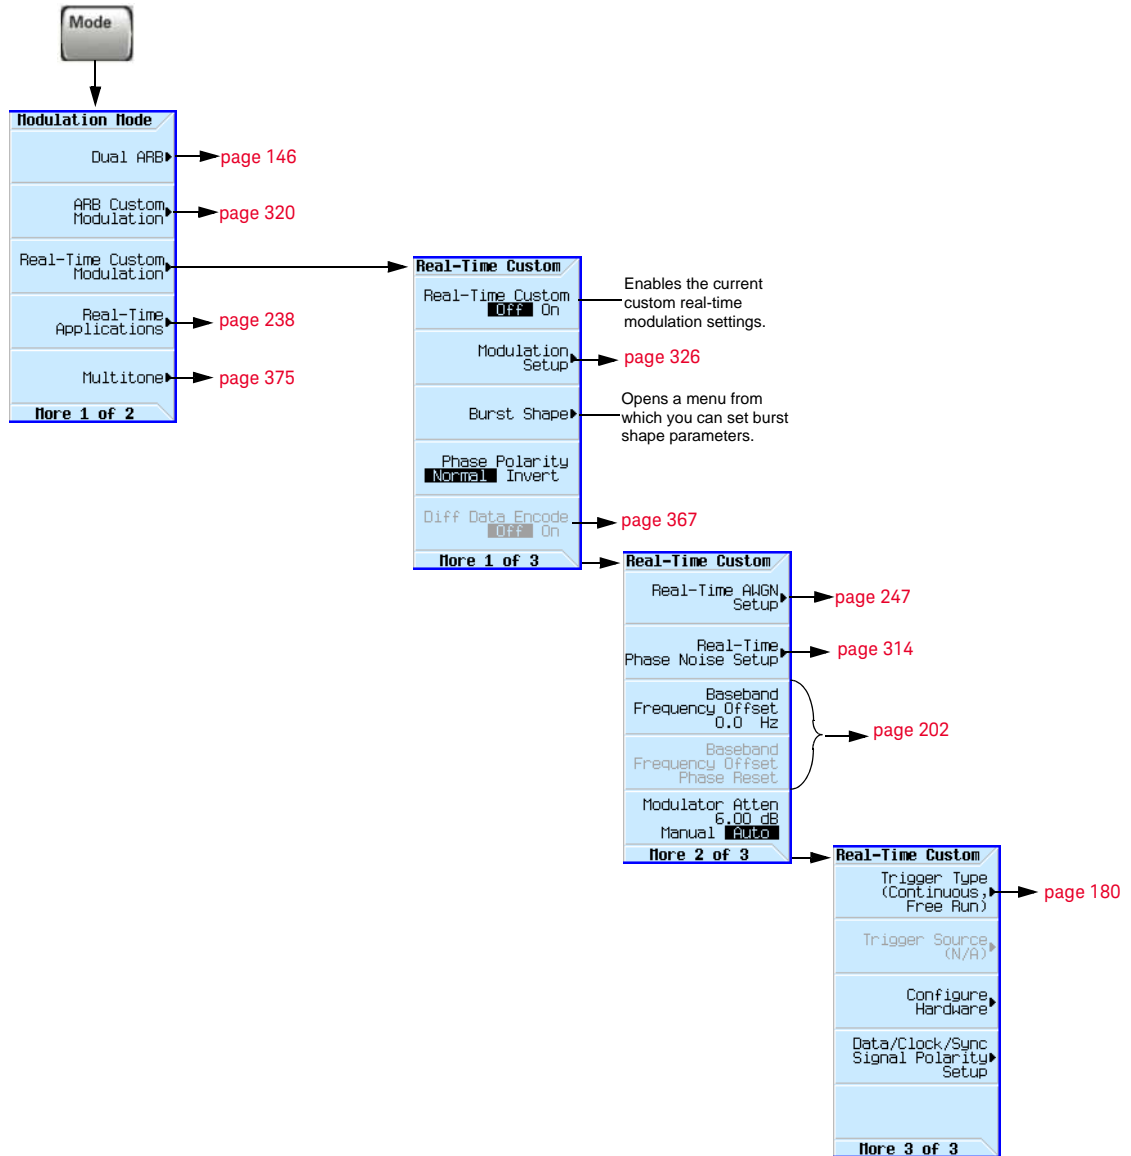 Mode
Modulation Mode
Dual ARB
page 146
ARB Custom
Modulation
page 320
Real-Time Custom
Modulation
Real-Time
Applications
page 238
Multitone
page 375
More 1 of 2
Real-Time Custom
Real-Time Custom
Off On
Enables the current
custom real-time
modulation settings.
Modulation
Setup
page 326
Burst Shape
Opens a menu from
which you can set burst
shape parameters.
Phase Polarity
Normal Invert
Diff Data Encode
Off On
page 367
More 1 of 3
Real-Time Custom
Real-Time AWGN
Setup
page 247
Real-Time
Phase Noise Setup
page 314
Baseband
Frequency Offset
0.0 Hz
Baseband
Frequency Offset
Phase Reset
page 202
Modulator Atten
6.00 dB
Manual Auto
More 2 of 3
Real-Time Custom
Trigger Type
(Continuous,
Free Run)
page 180
Trigger Source
(N/A)
Configure
Hardware
Data/Clock/Sync
Signal Polarity
Setup
More 3 of 3